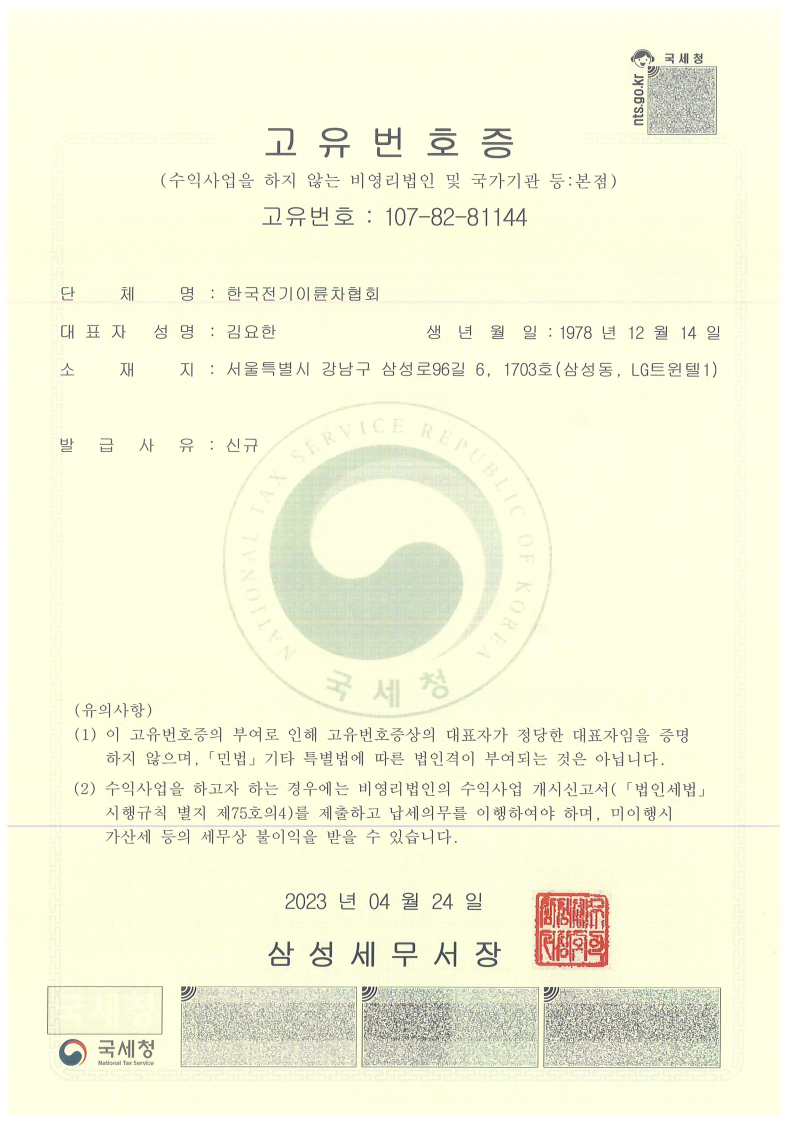 국세청
nts.go.kr
고 유 번 호 증
(수익사업을 하지 않는 비영리법인 및 국가기관 등:본점)
고유번호 : 107-82-81144
단 체 명 : 한국전기이륜차협회
대 표 자 성 명 : 김요한 생 년 월 일 : 1978 년 12 월 14 일
소 재 지 : 서울특별시 강남구 삼성로96길 6, 1703호(삼성동, LG트윈텔1)
발 급 사 유 : 신규
NATIONAL TAX SERVICE REPUBLIC OF KOREA
국세청
(유의사항)
(1) 이 고유번호증의 부여로 인해 고유번호증상의 대표자가 정당한 대표자임을 증명
하지 않으며,「민법」기타 특별법에 따른 법인격이 부여되는 것은 아닙니다.
(2) 수익사업을 하고자 하는 경우에는 비영리법인의 수익사업 개시신고서(「법인세법」
시행규칙 별지 제75호의4)를 제출하고 납세의무를 이행하여야 하며, 미이행시
가산세 등의 세무상 불이익을 받을 수 있습니다.
2023 년 04 월 24 일
삼 성 세 무 서 장
국세청
국세청
National Tax Service